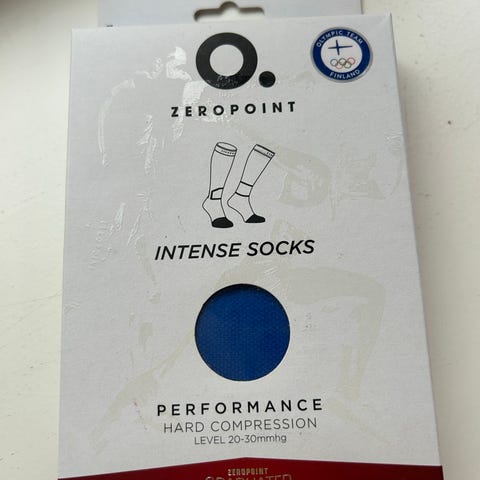 OLYMPIC TEAM
FINLAND
ZEROPOINT
INTENSE SOCKS
PERFORMANCE
HARD COMPRESSION
LEVEL 20-30mmhg
ZEROPOINT